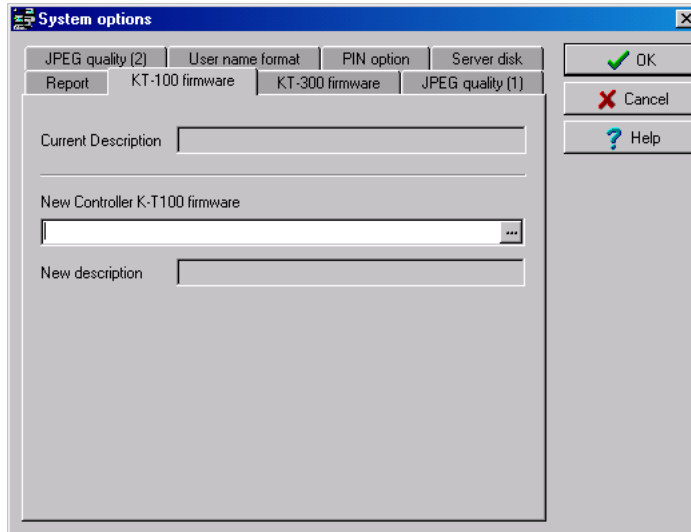 System options
JPEG quality (2) User name format PIN option Server disk
Report KT-100 firmware KT-300 firmware JPEG quality (1)
OK
Cancel
Help
Current Description
New Controller K-T100 firmware
...
New description